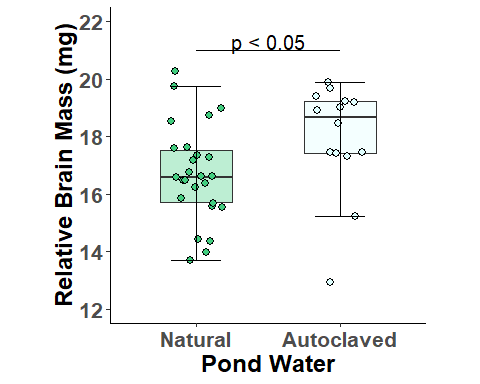 Relative Brain Mass (mg)
22
20
18
16
14
12
p < 0.05
Natural
Autoclaved
Pond Water